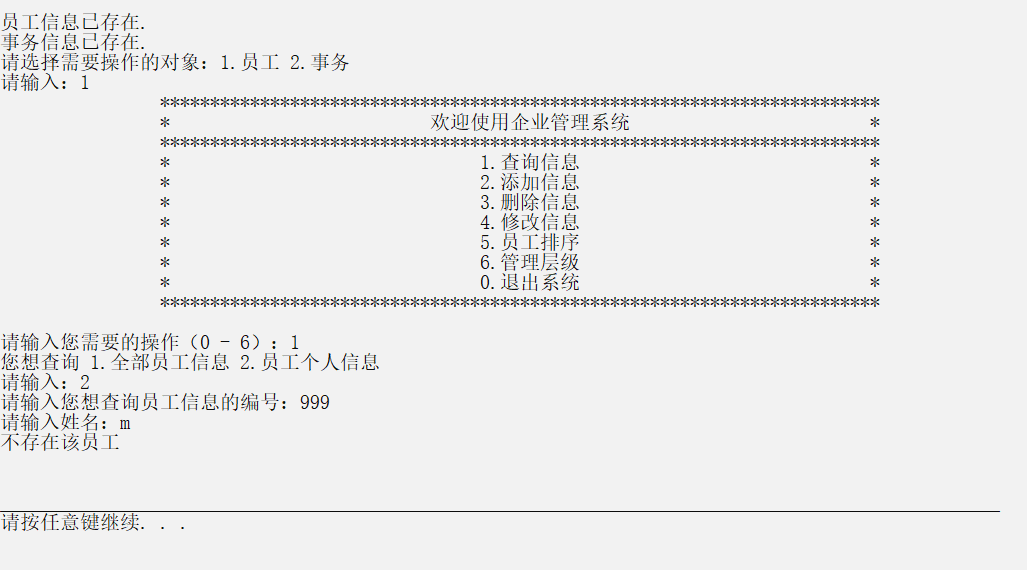 员工信息已存在.
事务信息已存在.
请选择需要操作的对象：1.员工 2.事务
请输入：1
************************************************************************
* 欢迎使用企业管理系统 *
************************************************************************
* 1.查询信息 *
* 2.添加信息 *
* 3.删除信息 *
* 4.修改信息 *
* 5.员工排序 *
* 6.管理层级 *
* 0.退出系统 *
************************************************************************
请输入您需要的操作（0 - 6）：1
您想查询 1.全部员工信息 2.员工个人信息
请输入：2
请输入您想查询员工信息的编号：999
请输入姓名：m
不存在该员工
请按任意键继续. . .